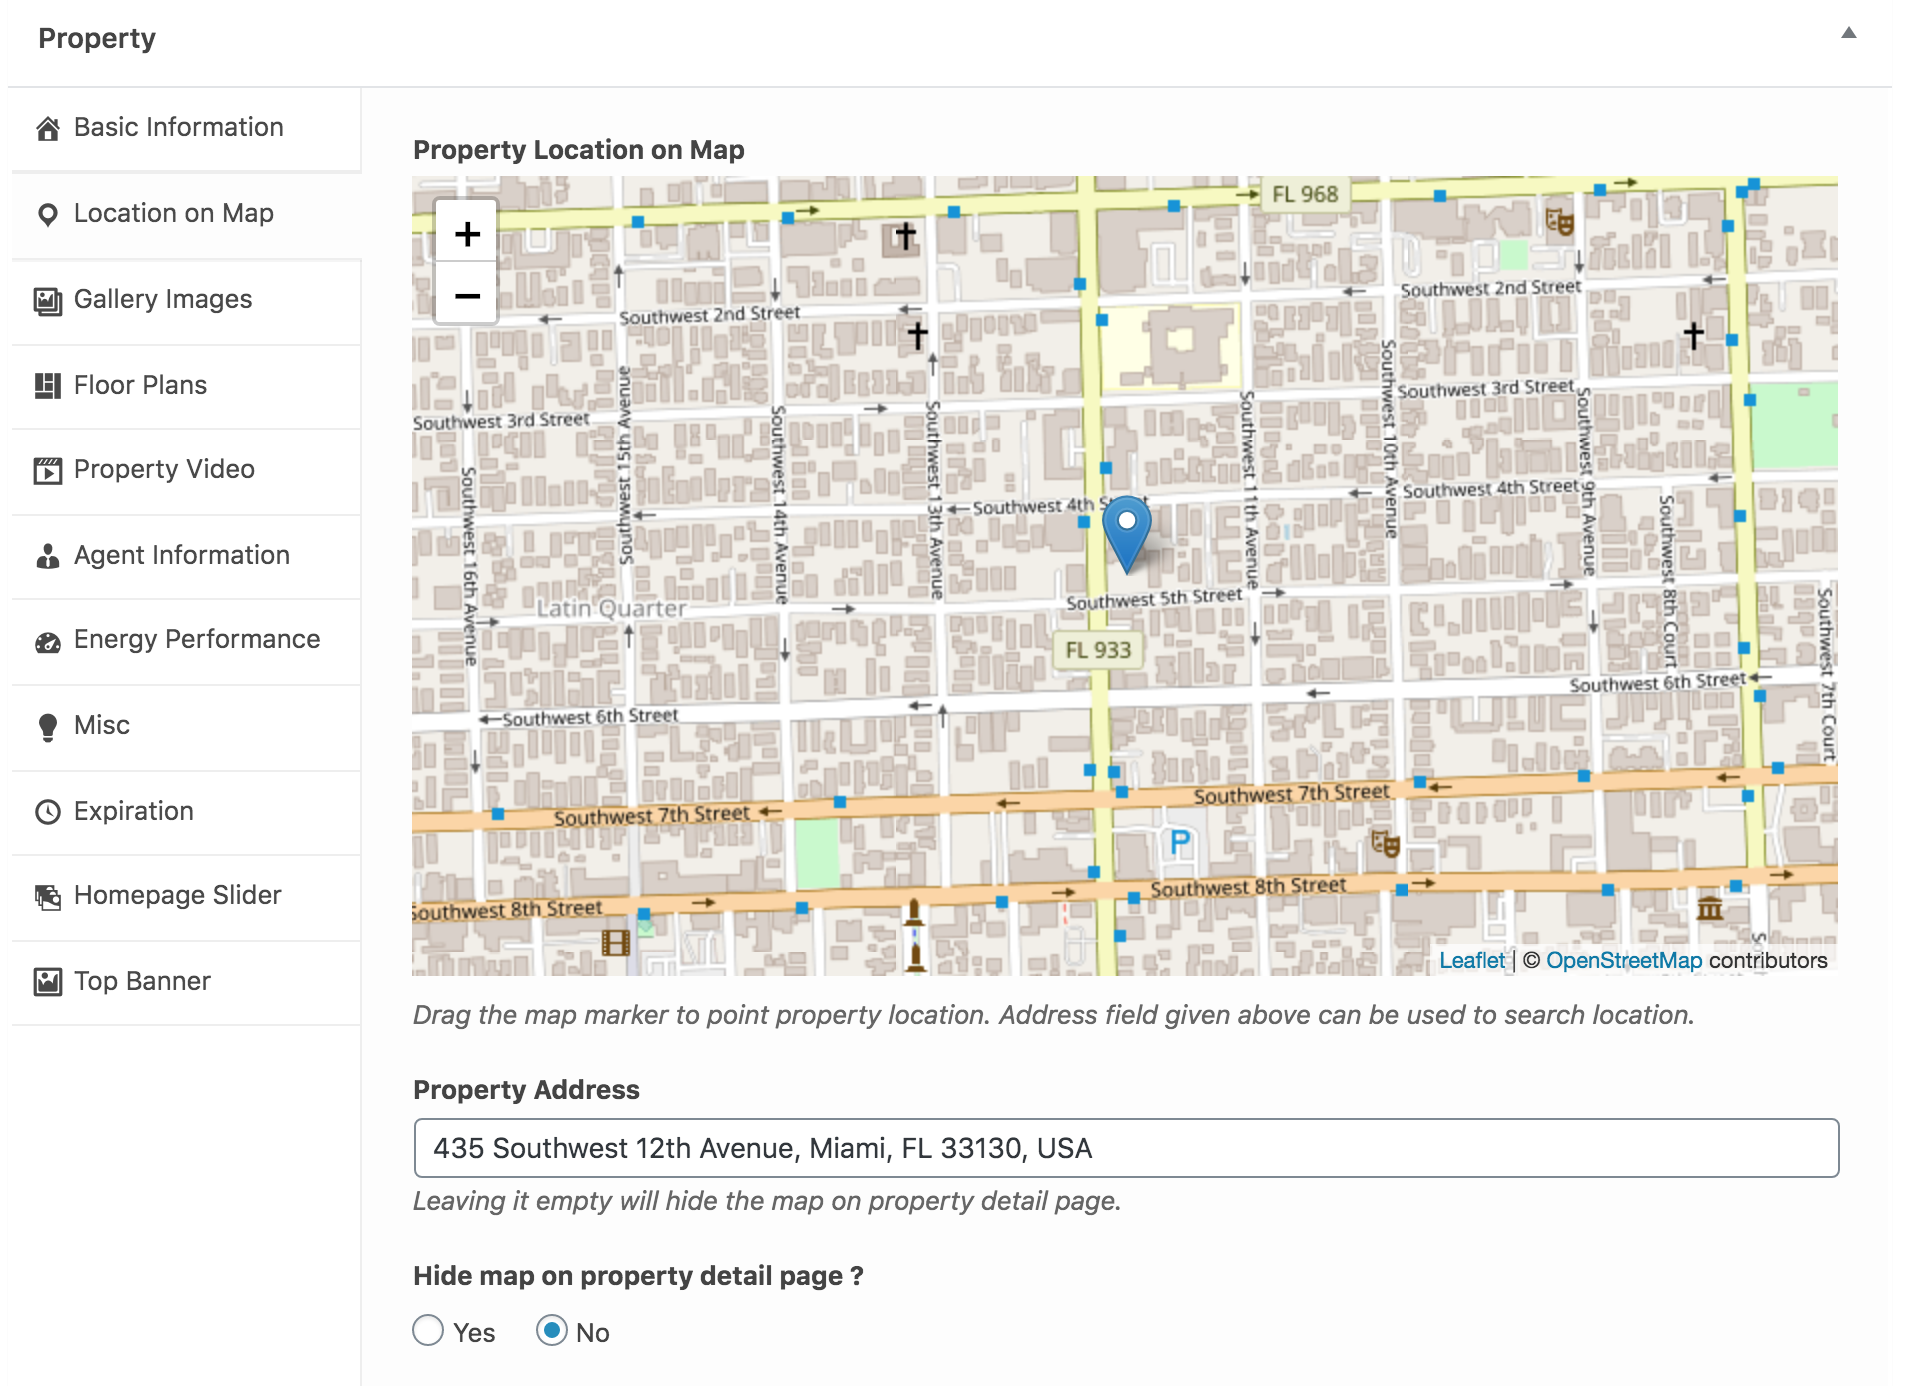 Property
Basic Information
Location on Map
Gallery Images
Floor Plans
Property Video
Agent Information
Energy Performance
Misc
Expiration
Homepage Slider
Top Banner
Property Location on Map
+
−
FL 968
Southwest 2nd Street
Southwest 2nd Street
Southwest 3rd Street
Southwest 3rd Street
Southwest 4th Street
Southwest 4th Street
Southwest 16th Avenue
Southwest 15th Avenue
Southwest 14th Avenue
Southwest 13th Avenue
Southwest 11th Avenue
Southwest 10th Avenue
Southwest 9th Avenue
Southwest 8th Court
Southwest 7th Court
Latin Quarter
Southwest 5th Street
FL 933
Southwest 6th Street
Southwest 6th Street
Southwest 7th Street
Southwest 7th Street
P
Southwest 8th Street
Southwest 8th Street
Leaflet | © OpenStreetMap contributors
Drag the map marker to point property location. Address field given above can be used to search location.
Property Address
435 Southwest 12th Avenue, Miami, FL 33130, USA
Leaving it empty will hide the map on property detail page.
Hide map on property detail page ?
Yes No